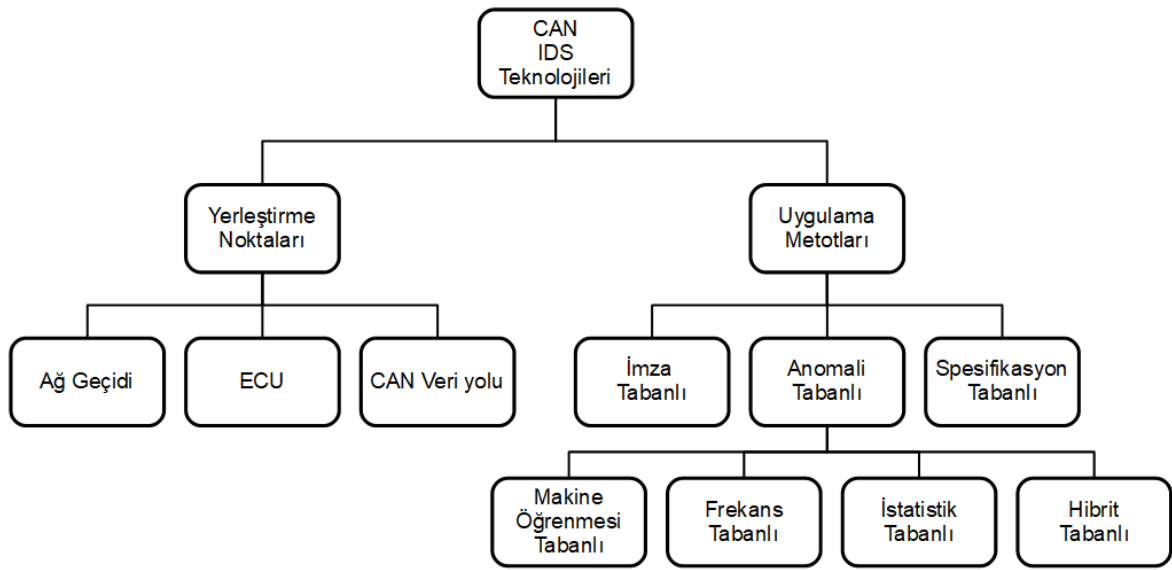 CAN
IDS
Teknolojileri
Yerleştirme
Noktaları
Uygulama
Metotları
Ağ Geçidi
ECU
CAN Veri yolu
İmza
Tabanlı
Anomali
Tabanlı
Spesifikasyon
Tabanlı
Makine
Öğrenmesi
Tabanlı
Frekans
Tabanlı
İstatistik
Tabanlı
Hibrit
Tabanlı